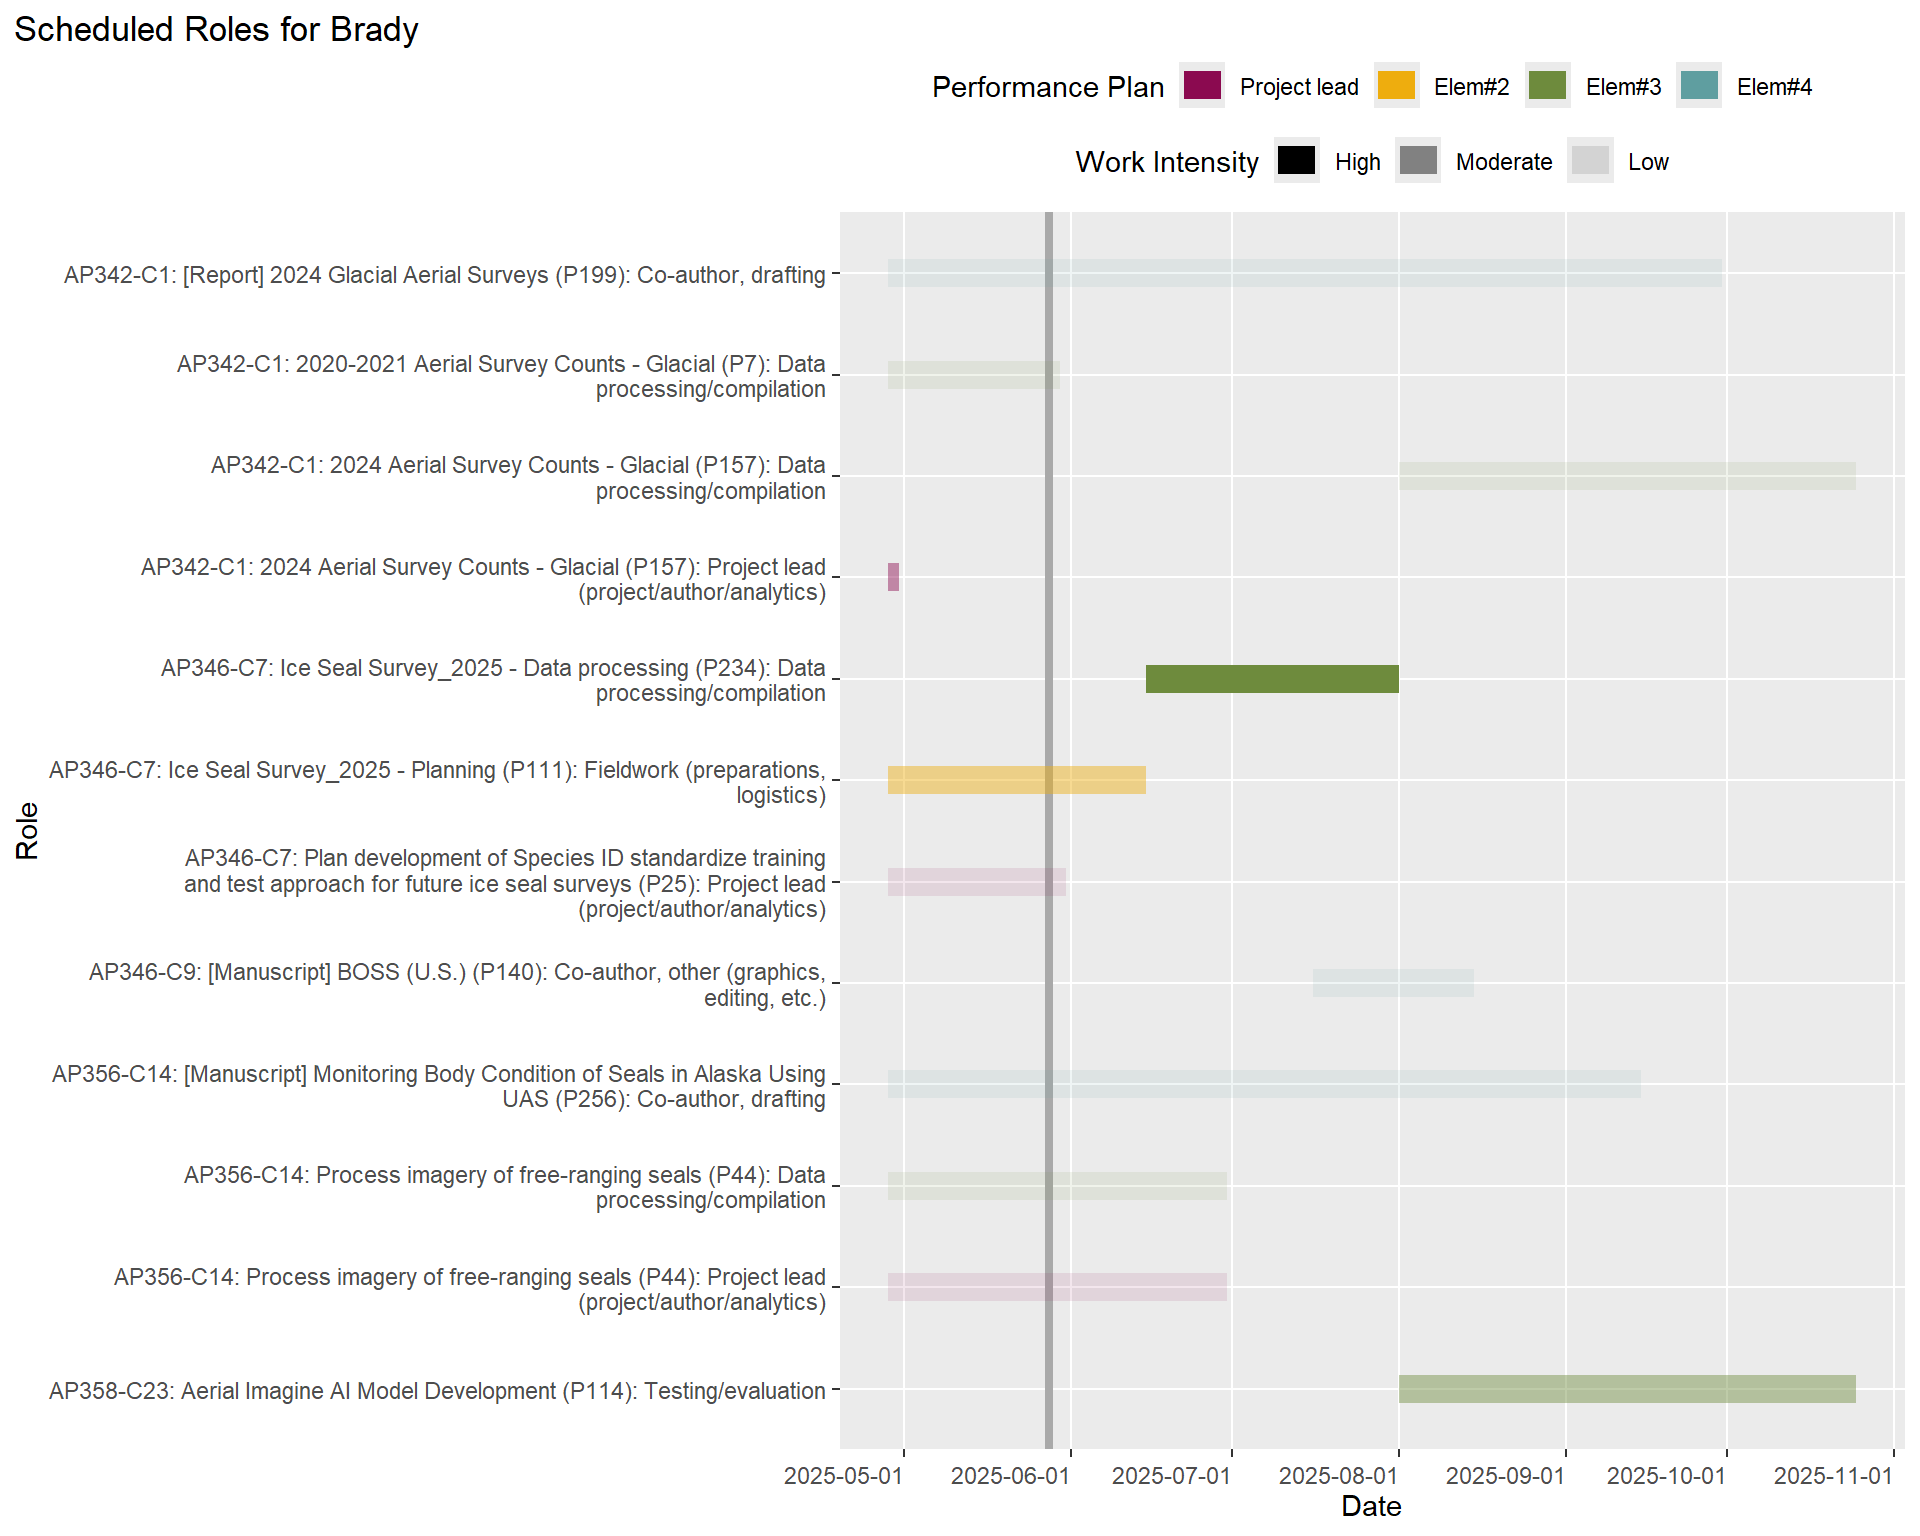 Scheduled Roles for Brady
Performance Plan Project lead Elem#2 Elem#3 Elem#4
Work Intensity High Moderate Low
AP342-C1: [Report] 2024 Glacial Aerial Surveys (P199): Co-author, drafting
AP342-C1: 2020-2021 Aerial Survey Counts - Glacial (P7): Data
processing/compilation
AP342-C1: 2024 Aerial Survey Counts - Glacial (P157): Data
processing/compilation
AP342-C1: 2024 Aerial Survey Counts - Glacial (P157): Project lead
(project/author/analytics)
AP346-C7: Ice Seal Survey_2025 - Data processing (P234): Data
processing/compilation
AP346-C7: Ice Seal Survey_2025 - Planning (P111): Fieldwork (preparations,
logistics)
AP346-C7: Plan development of Species ID standardize training
and test approach for future ice seal surveys (P25): Project lead
(project/author/analytics)
AP346-C9: [Manuscript] BOSS (U.S.) (P140): Co-author, other (graphics,
editing, etc.)
AP356-C14: [Manuscript] Monitoring Body Condition of Seals in Alaska Using
UAS (P256): Co-author, drafting
AP356-C14: Process imagery of free-ranging seals (P44): Data
processing/compilation
AP356-C14: Process imagery of free-ranging seals (P44): Project lead
(project/author/analytics)
AP358-C23: Aerial Imagine AI Model Development (P114): Testing/evaluation
Role
2025-05-01 2025-06-01 2025-07-01 2025-08-01 2025-09-01 2025-10-01 2025-11-01
Date